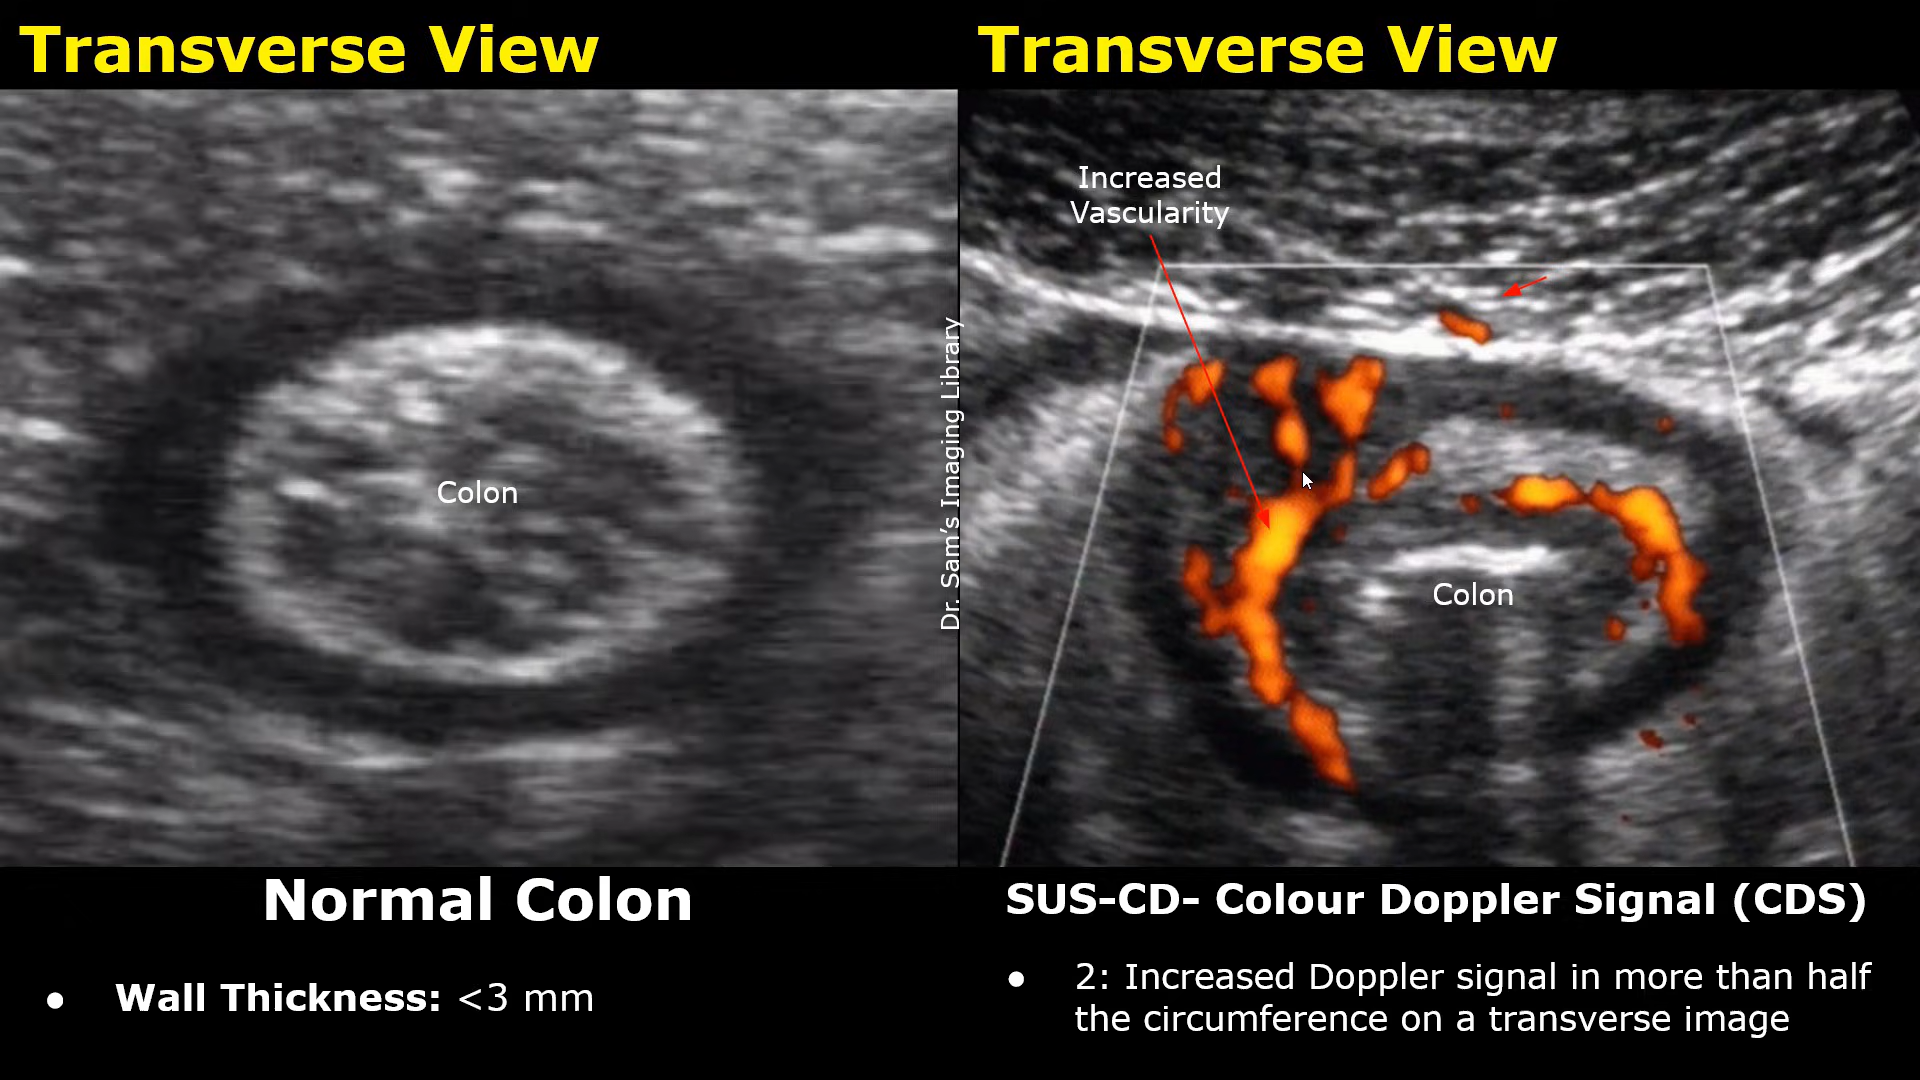 Transverse View
Colon
Normal Colon
● Wall Thickness: <3 mm
Dr. Sam's Imaging Library
Transverse View
Increased
Vascularity
Colon
SUS-CD- Colour Doppler Signal (CDS)
● 2: Increased Doppler signal in more than half
the circumference on a transverse image